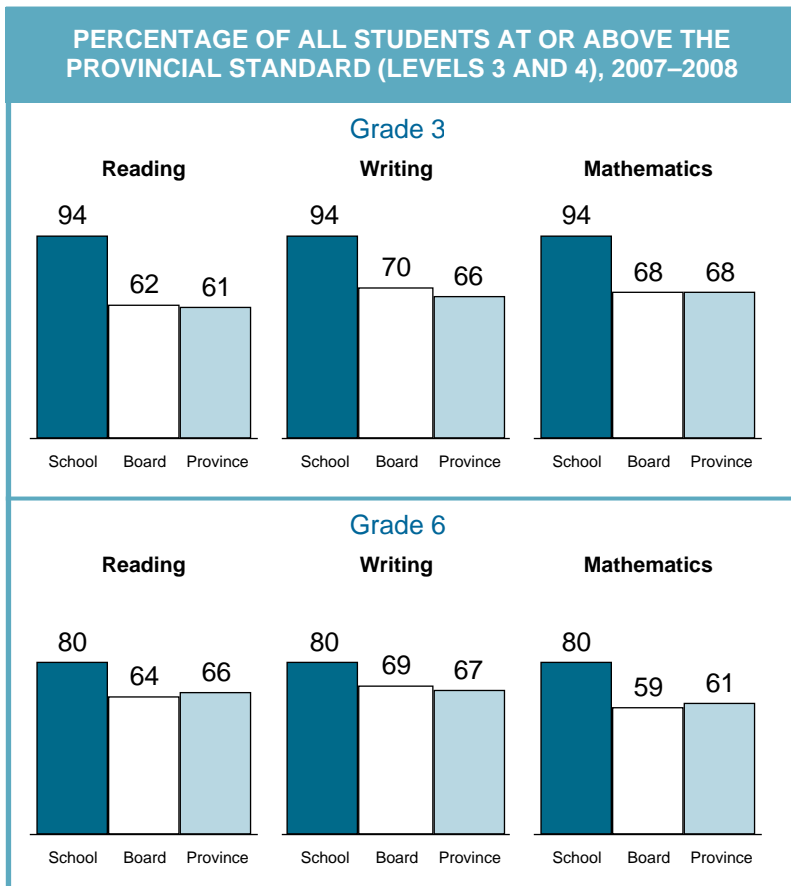 PERCENTAGE OF ALL STUDENTS AT OR ABOVE THE
PROVINCIAL STANDARD (LEVELS 3 AND 4), 2007–2008
Grade 3
Reading Writing Mathematics
94 62 61 94 70 66 94 68 68
School Board Province School Board Province School Board Province
Grade 6
Reading Writing Mathematics
80 64 66 80 69 67 80 59 61
School Board Province School Board Province School Board Province